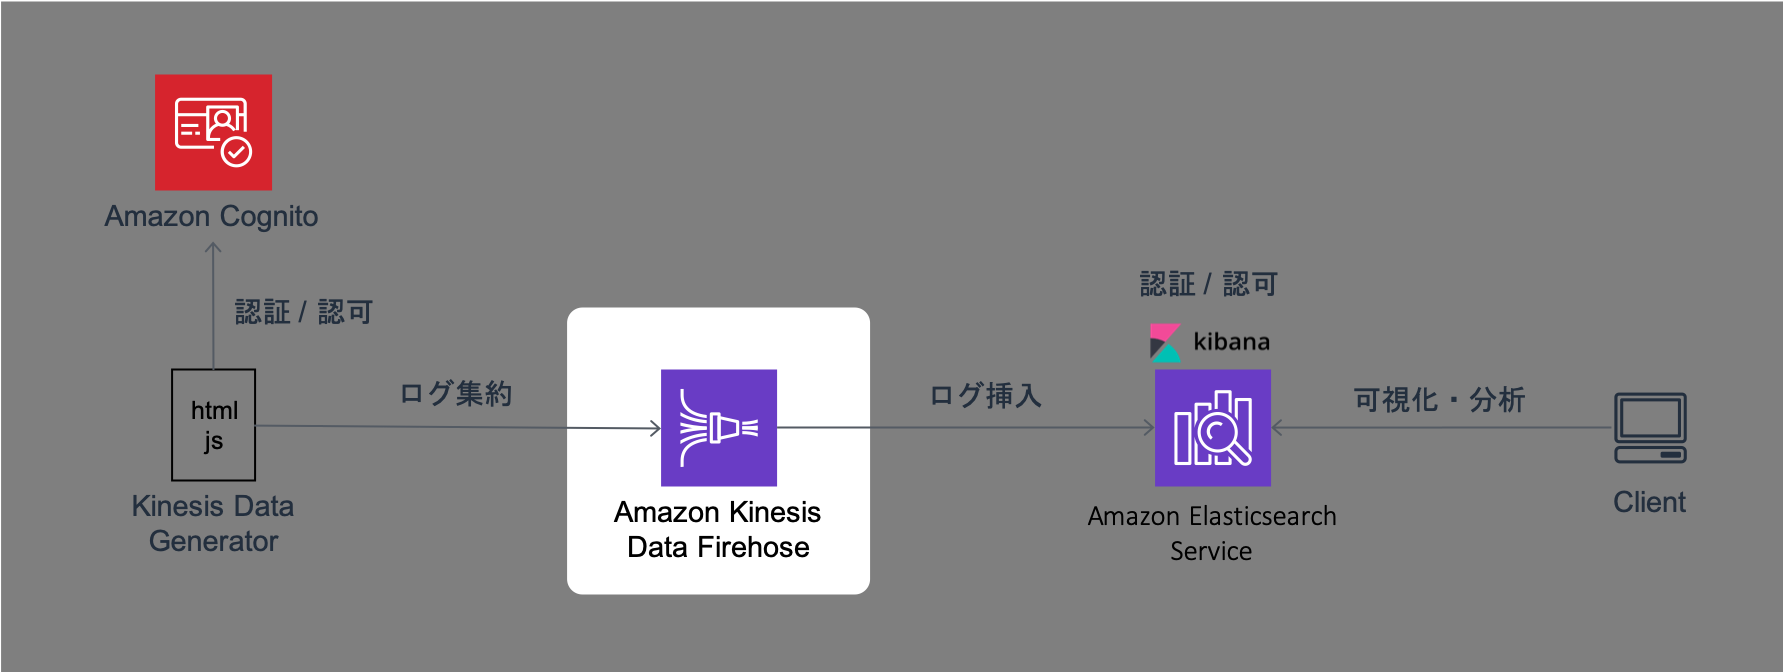 Amazon Cognito
認証 / 認可
html
js
Kinesis Data
Generator
ログ集約
Amazon Kinesis
Data Firehose
ログ挿入
認証 / 認可
kibana
Amazon Elasticsearch
Service
可視化・分析
Client